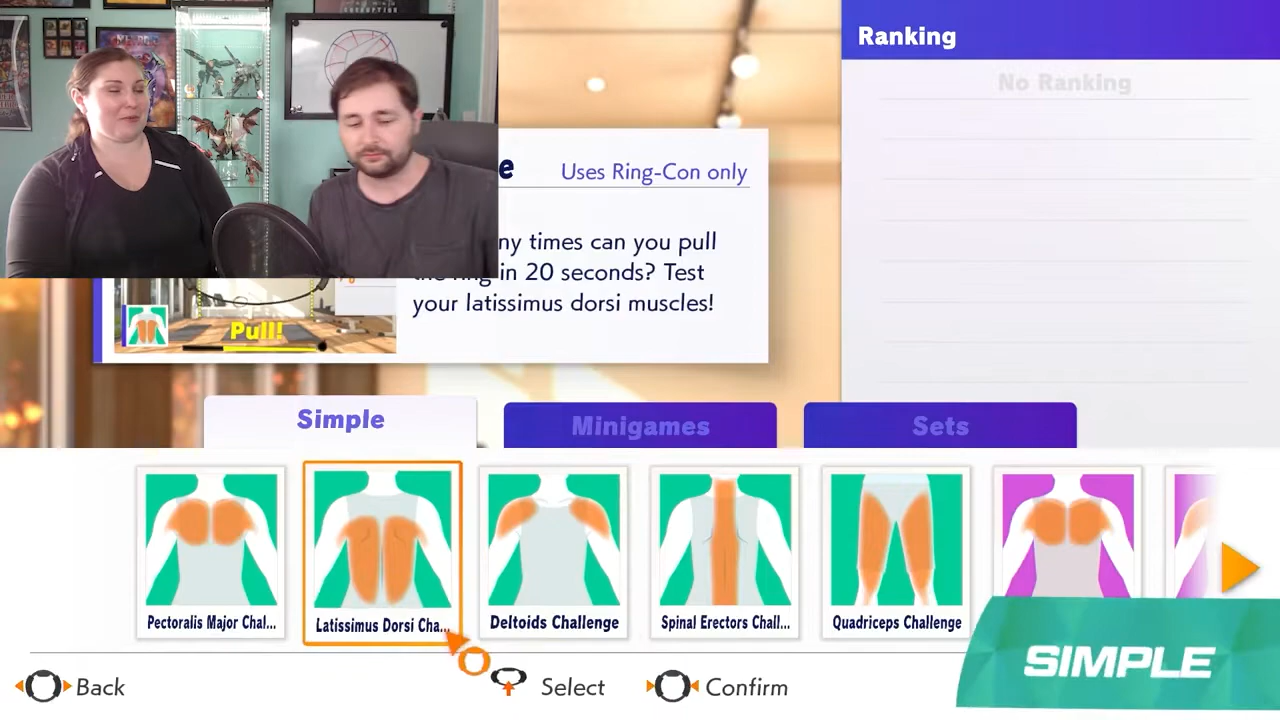 Ranking
No Ranking
e
Uses Ring-Con only
ny times can you pull
the ring in 20 seconds? Test
your latissimus dorsi muscles!
Pull!
Simple
Minigames
Sets
Pectoralis Major Chal...
Latissimus Dorsi Cha...
Deltoids Challenge
Spinal Erectors Chall...
Quadriceps Challenge
SIMPLE
Back
Select
Confirm